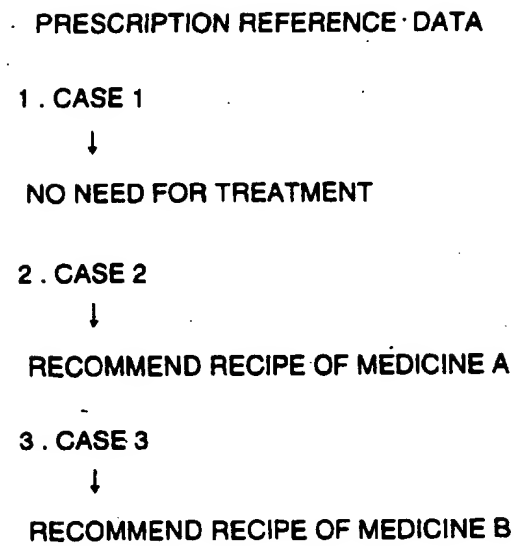 PRESCRIPTION REFERENCE DATA
1 . CASE 1
↓
NO NEED FOR TREATMENT
2 . CASE 2
↓
RECOMMEND RECIPE OF MEDICINE A
3 . CASE 3
↓
RECOMMEND RECIPE OF MEDICINE B